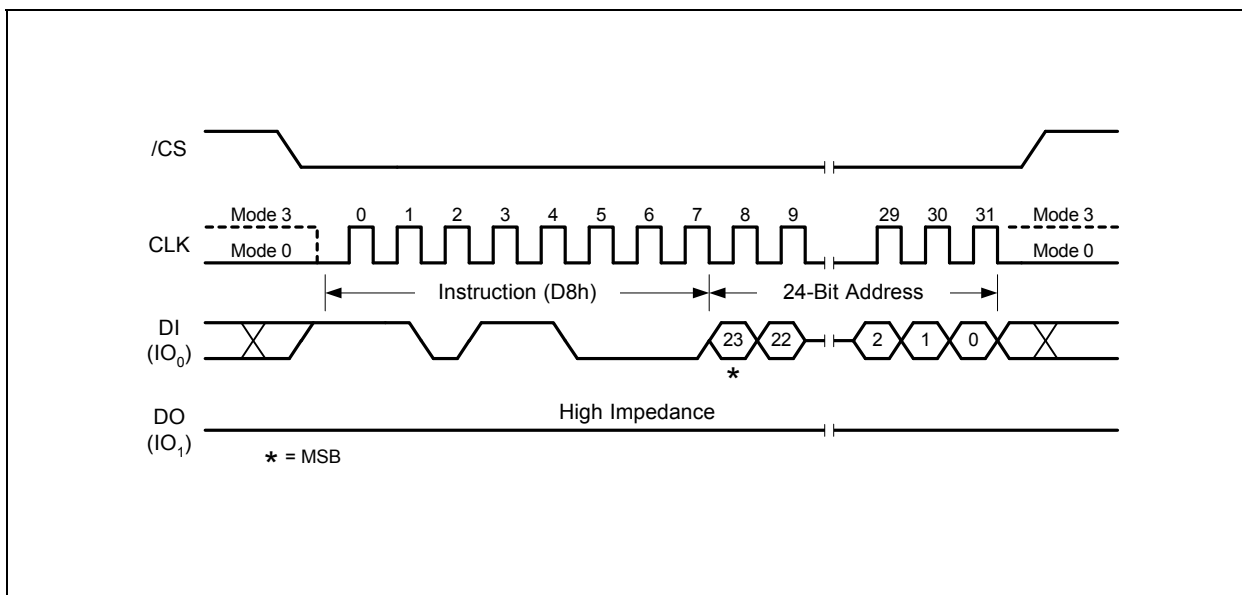 /CS
Mode 3 0 1 2 3 4 5 6 7 8 9 29 30 31 Mode 3
CLK Mode 0 Mode 0
Instruction (D8h) 24-Bit Address
DI
(IO₀) 23 22 2 1 0
*
High Impedance
DO
(IO₁)
* = MSB